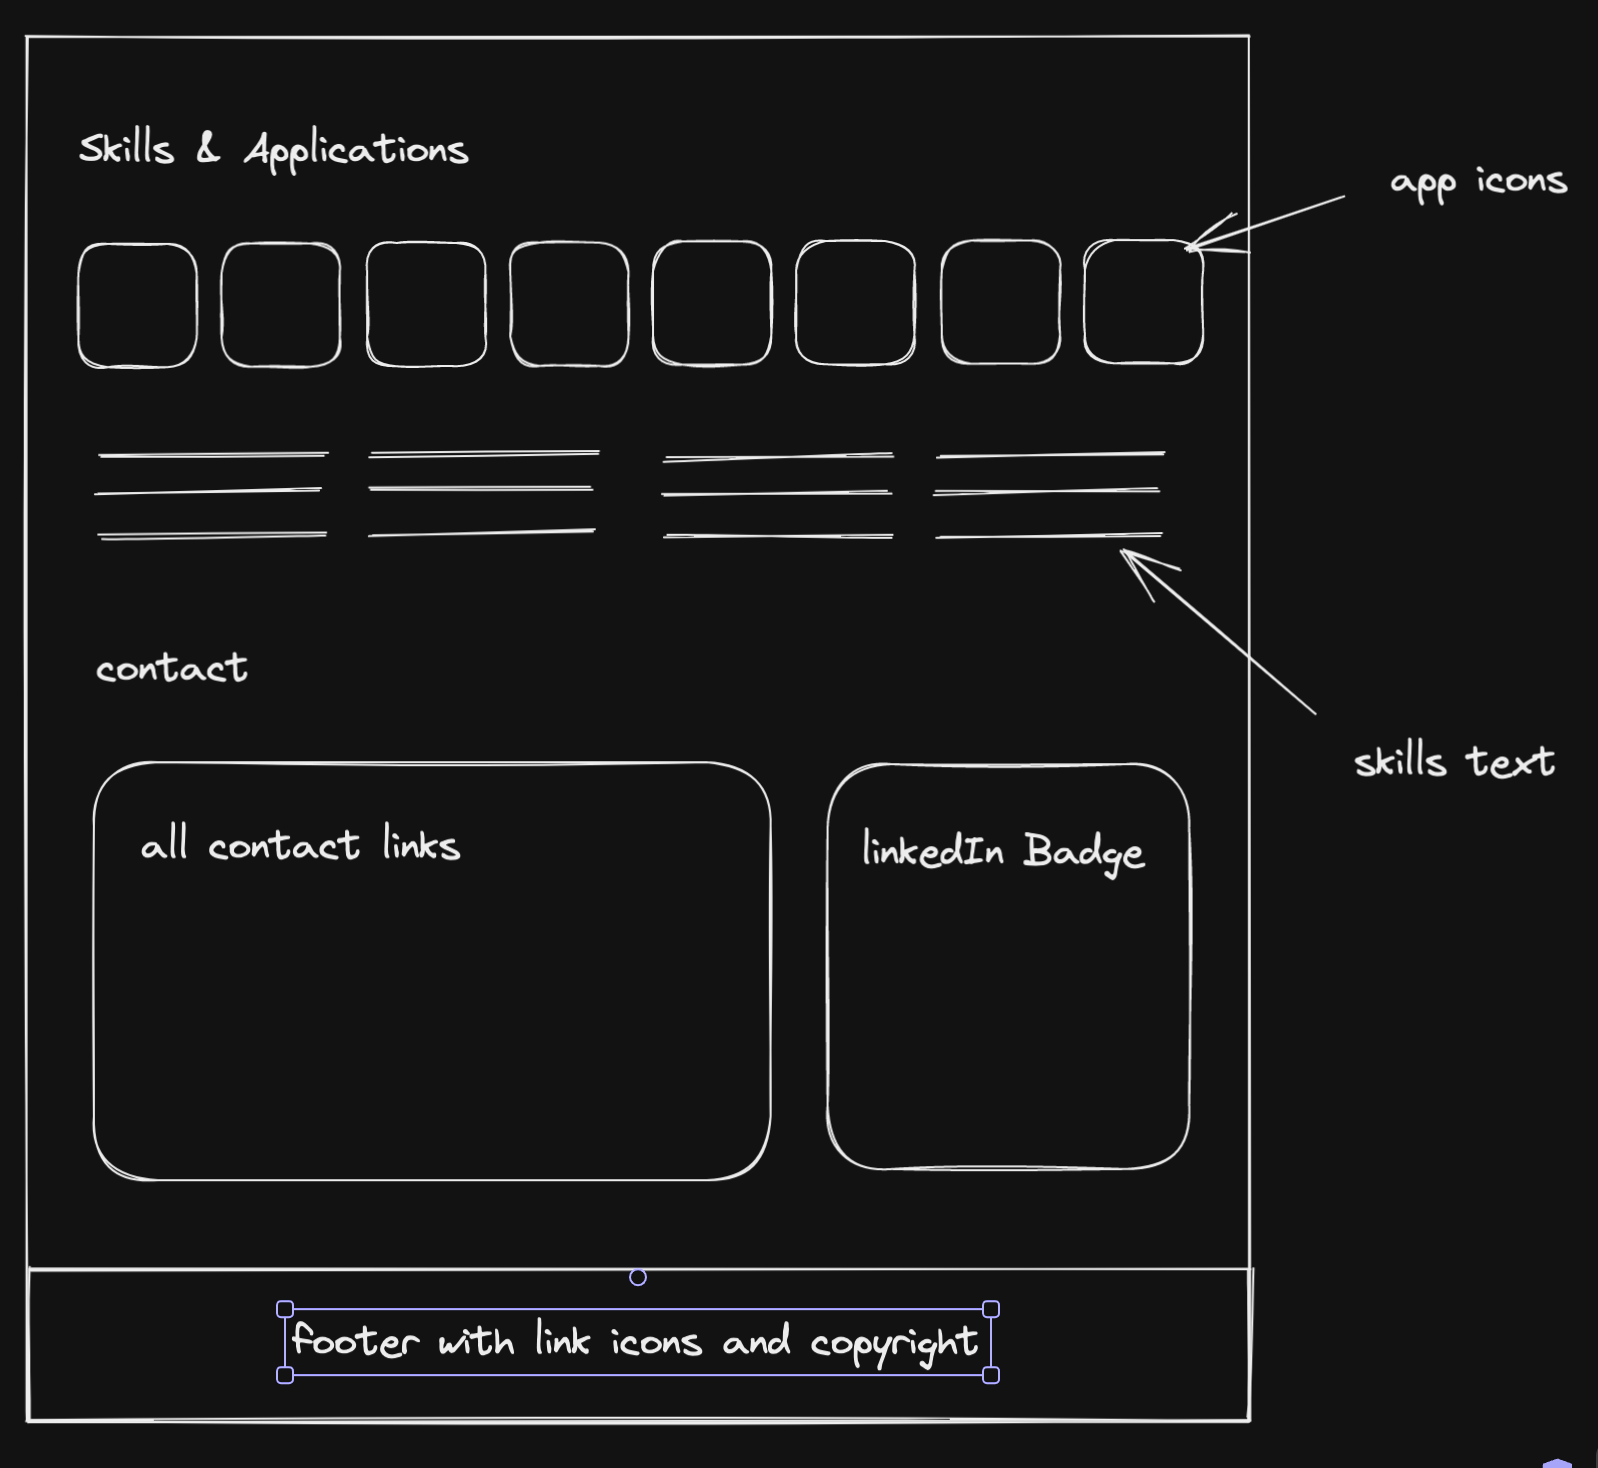 Skills & Applications
app icons
contact
skills text
all contact links
linkedIn Badge
footer with link icons and copyright